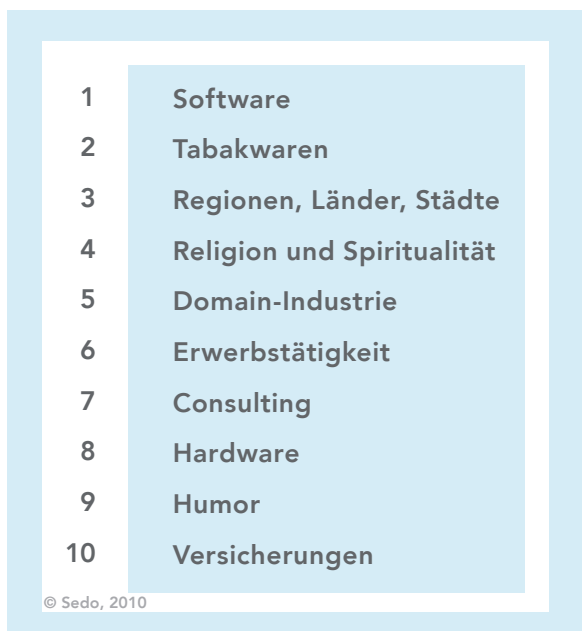 1 Software
2 Tabakwaren
3 Regionen, Länder, Städte
4 Religion und Spiritualität
5 Domain-Industrie
6 Erwerbstätigkeit
7 Consulting
8 Hardware
9 Humor
10 Versicherungen
© Sedo, 2010